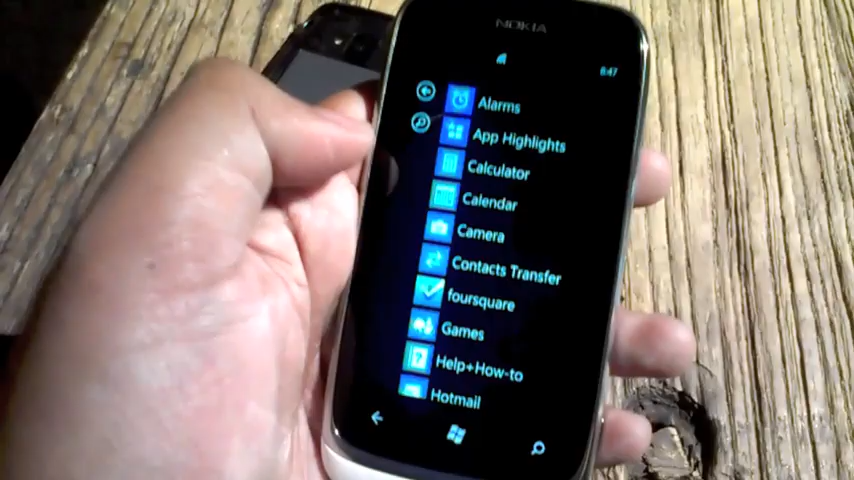 NOKIA
8:47
Alarms
App Highlights
Calculator
Calendar
Camera
Contacts Transfer
foursquare
Games
Help+How-to
Hotmail